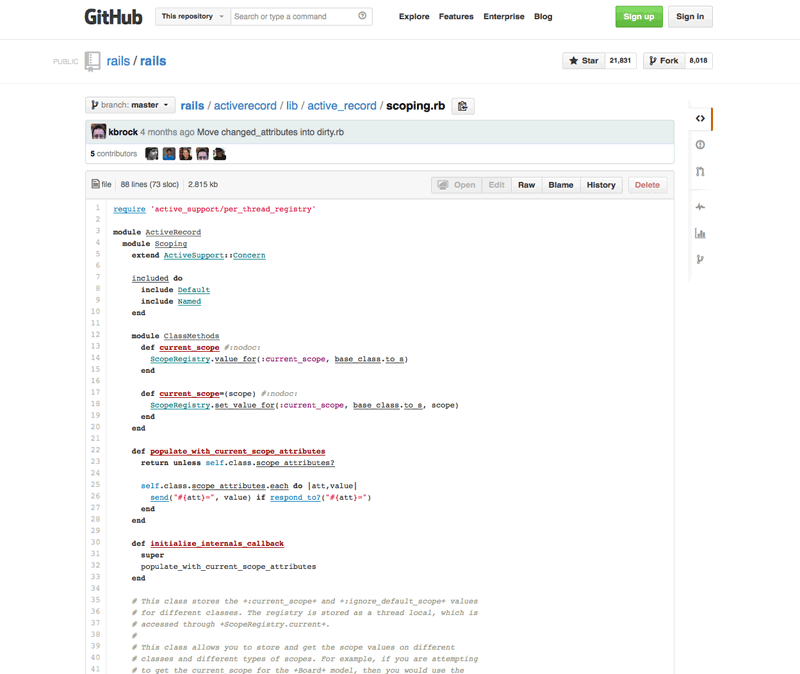 GitHub This repository Search or type a command Explore Features Enterprise Blog Sign up Sign in
PUBLIC rails / rails Star 21,831 Fork 8,018
branch: master rails / activerecord / lib / active_record / scoping.rb
kbrock 4 months ago Move changed_attributes into dirty.rb
5 contributors
file 88 lines (73 sloc) 2.815 kb Open Edit Raw Blame History Delete
1 require 'active_support/per_thread_registry'
2
3 module ActiveRecord
4 module Scoping
5 extend ActiveSupport::Concern
6
7 included do
8 include Default
9 include Named
10 end
11
12 module ClassMethods
13 def current_scope #:nodoc:
14 ScopeRegistry.value_for(:current_scope, base_class.to_s)
15 end
16
17 def current_scope=(scope) #:nodoc:
18 ScopeRegistry.set_value_for(:current_scope, base_class.to_s, scope)
19 end
20 end
21
22 def populate_with_current_scope_attributes
23 return unless self.class.scope_attributes?
24
25 self.class.scope_attributes.each do |att,value|
26 send("#{att}=", value) if respond_to?("#{att}=")
27 end
28 end
29
30 def initialize_internals_callback
31 super
32 populate_with_current_scope_attributes
33 end
34
35 # This class stores the +:current_scope+ and +:ignore_default_scope+ values
36 # for different classes. The registry is stored as a thread local, which is
37 # accessed through +ScopeRegistry.current+.
38 #
39 # This class allows you to store and get the scope values on different
40 # classes and different types of scopes. For example, if you are attempting
41 # to get the current_scope for the +Board+ model, then you would use the